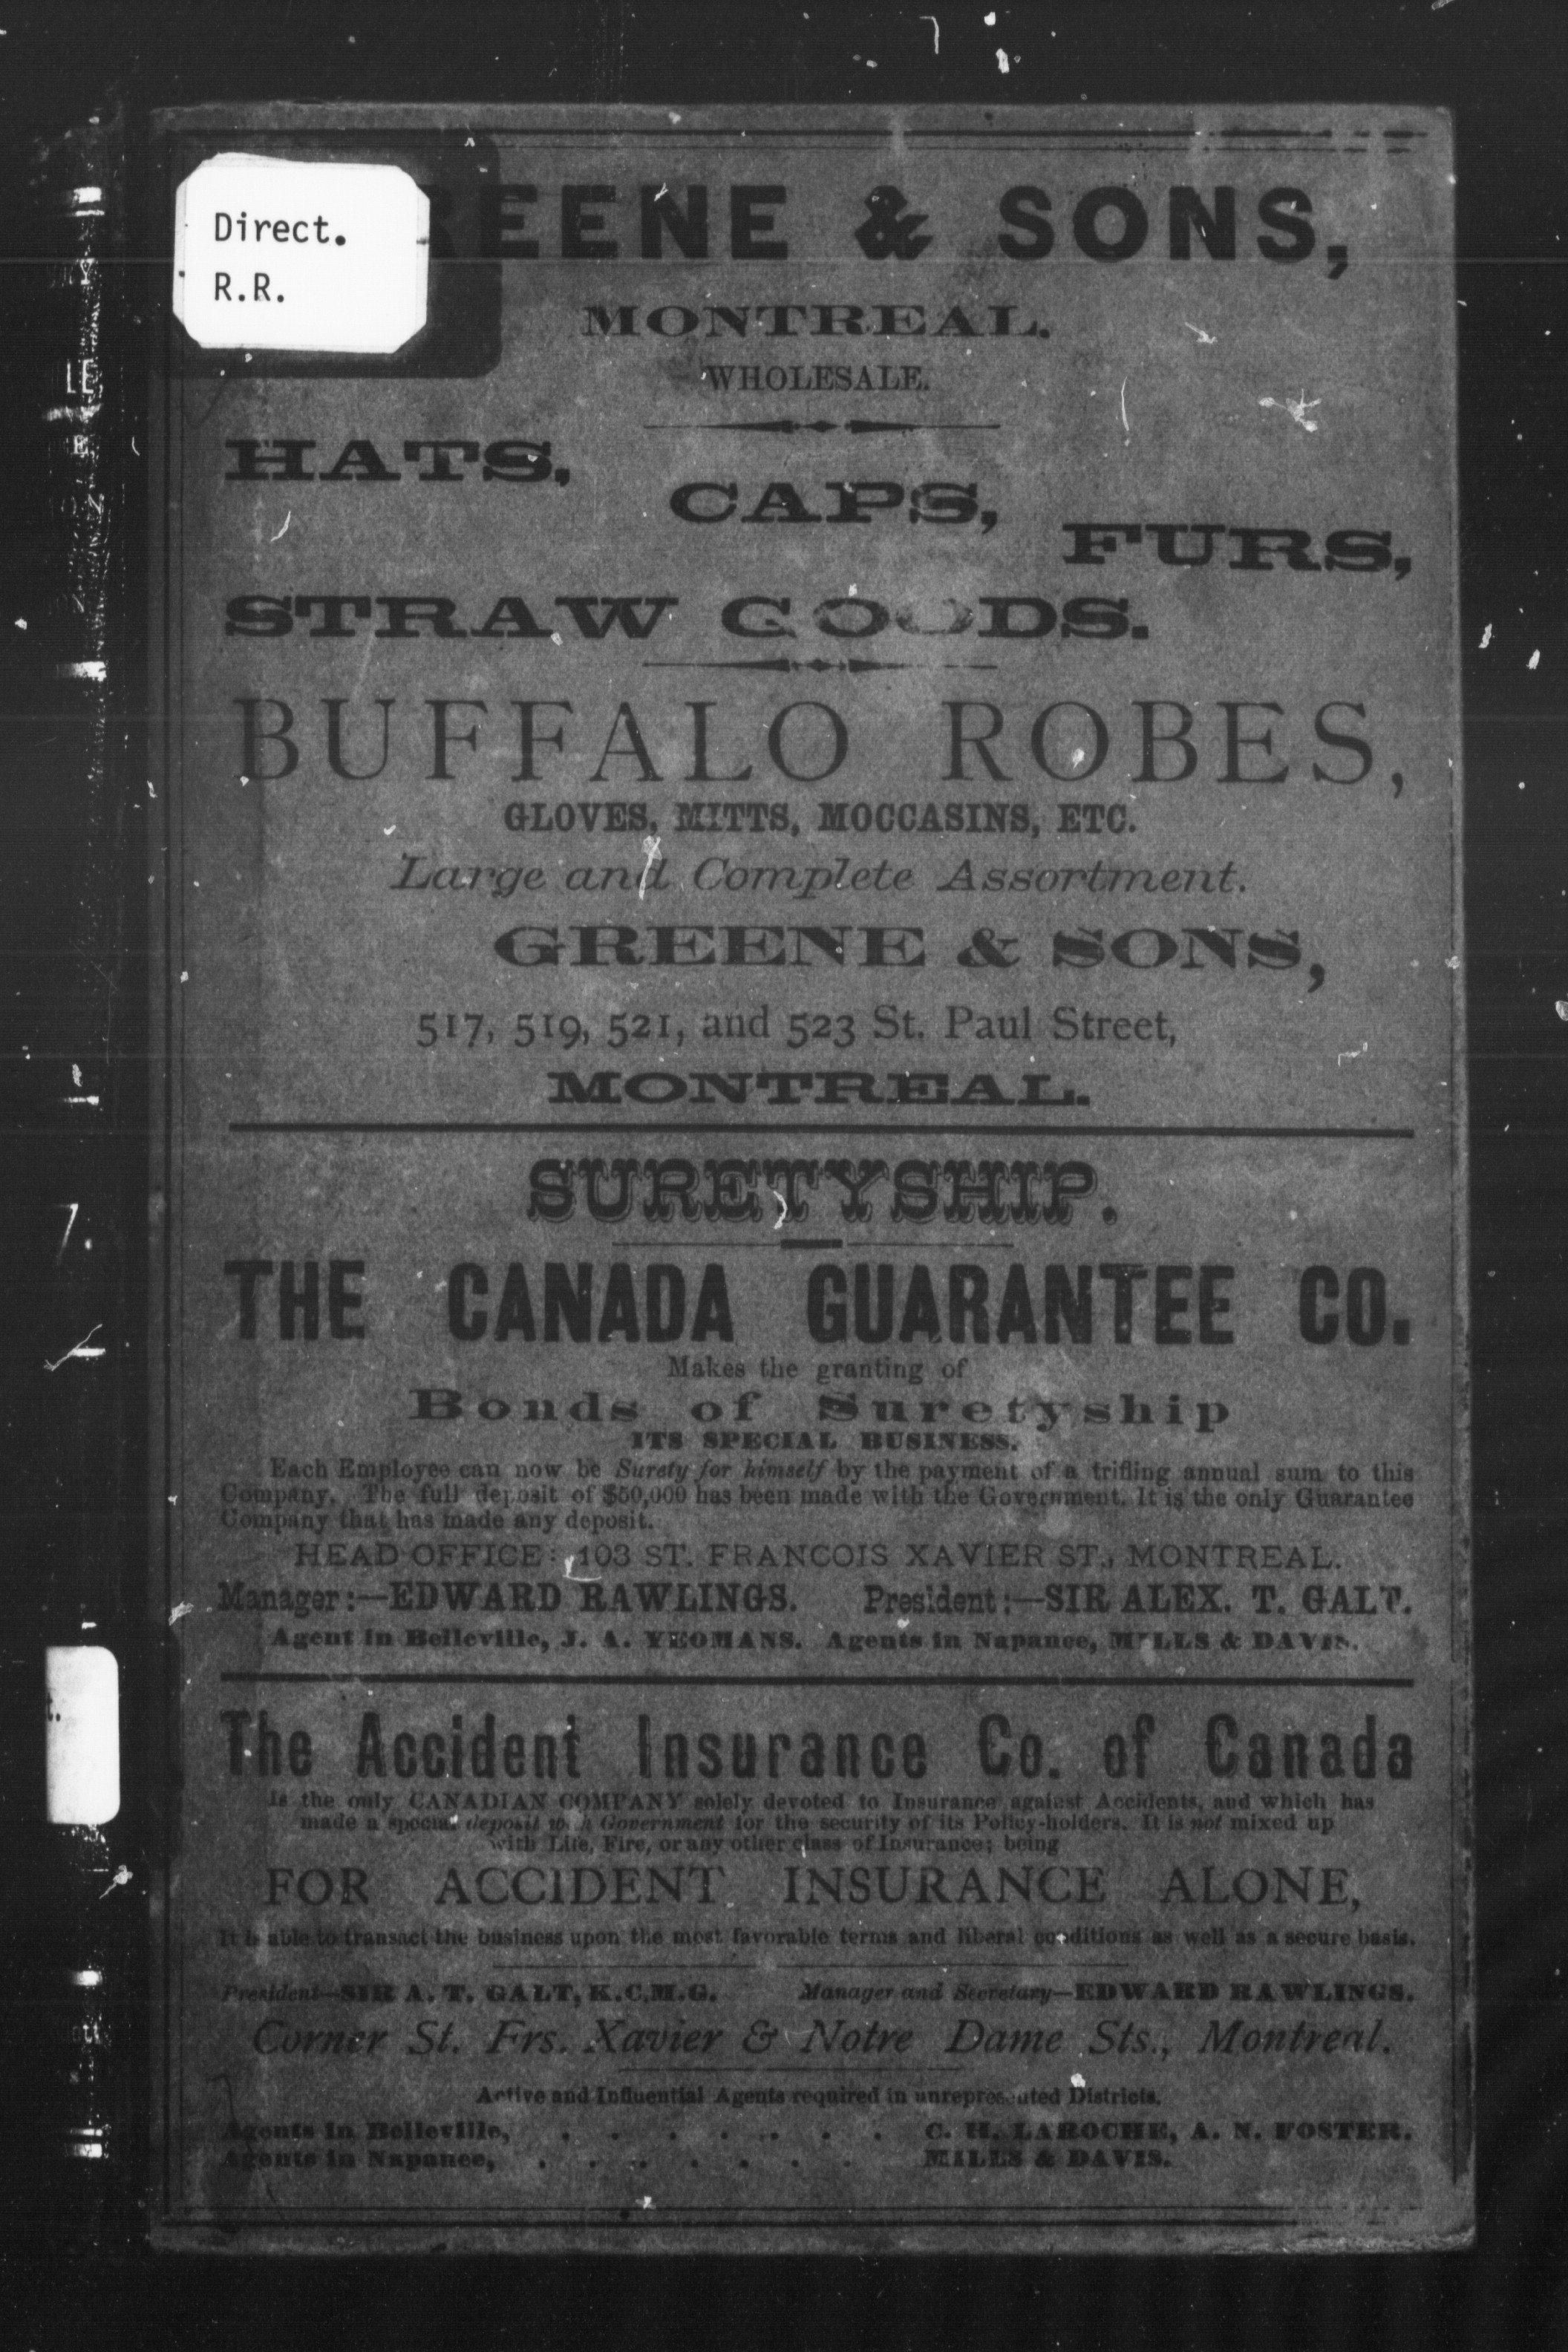 Direct.
R.R.
REENE & SONS,
MONTREAL.
WHOLESALE.
HATS,
CAPS,
FURS,
STRAW GOODS.
BUFFALO ROBES,
GLOVES, MITTS, MOCCASINS, ETC.
Large and Complete Assortment.
GREENE & SONS,
517, 519, 521, and 523 St. Paul Street,
MONTREAL.
SURETYSHIP.
THE CANADA GUARANTEE CO.
Makes the granting of
Bonds of Suretyship
ITS SPECIAL BUSINESS.
Each Employee can now be Surety for himself by the payment of a trifling annual sum to this
Company. The full deposit of $50,000 has been made with the Government. It is the only Guarantee
Company that has made any deposit.
HEAD OFFICE: 103 ST. FRANCOIS XAVIER ST., MONTREAL.
Manager:—EDWARD RAWLINGS. President:—SIR ALEX. T. GALT.
Agent in Belleville, J. A. YEOMANS. Agents in Napanee, MILLS & DAVIS.
The Accident Insurance Co. of Canada
Is the only CANADIAN COMPANY solely devoted to Insurance against Accidents, and which has
made a special deposit with Government for the security of its Policy-holders. It is not mixed up
with Life, Fire, or any other class of Insurance; being
FOR ACCIDENT INSURANCE ALONE,
It is able to transact the business upon the most favorable terms and liberal conditions as well as a secure basis.
President—SIR A. T. GALT, K.C.M.G. Manager and Secretary—EDWARD RAWLINGS.
Corner St. Frs. Xavier & Notre Dame Sts., Montreal.
Active and Influential Agents required in unrepresented Districts.
Agents in Belleville, . . . . . . . C. H. LAROCHE, A. N. FOSTER.
Agents in Napanee, . . . . . . . MILLS & DAVIS.